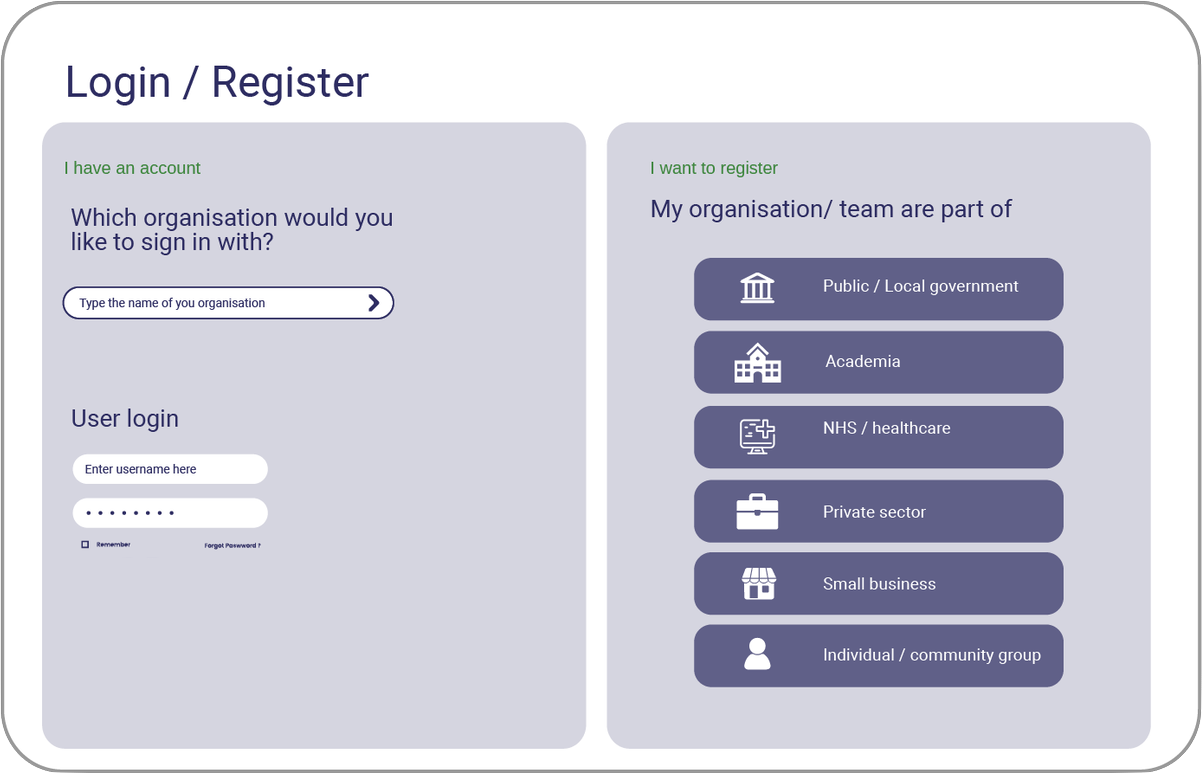 Login / Register
I have an account
Which organisation would you
like to sign in with?
Type the name of you organisation
User login
Enter username here
Remember
Forgot Password ?
I want to register
My organisation/ team are part of
Public / Local government
Academia
NHS / healthcare
Private sector
Small business
Individual / community group